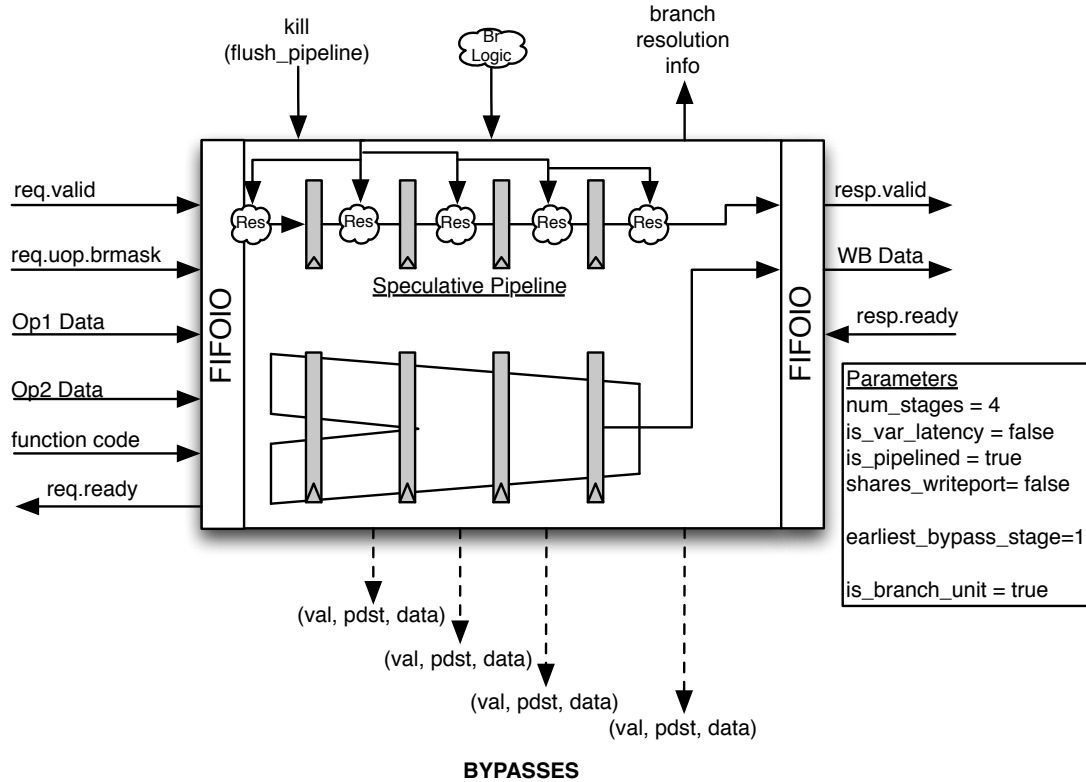 kill
(flush_pipeline)
Br
Logic
branch
resolution
info
req.valid
req.uop.brmask
Op1 Data
Op2 Data
function code
req.ready
FIFOIO
Res
Res
Res
Res
Res
Speculative Pipeline
FIFOIO
resp.valid
WB Data
resp.ready
Parameters
num_stages = 4
is_var_latency = false
is_pipelined = true
shares_writeport= false
earliest_bypass_stage=1
is_branch_unit = true
(val, pdst, data)
(val, pdst, data)
(val, pdst, data)
(val, pdst, data)
BYPASSES